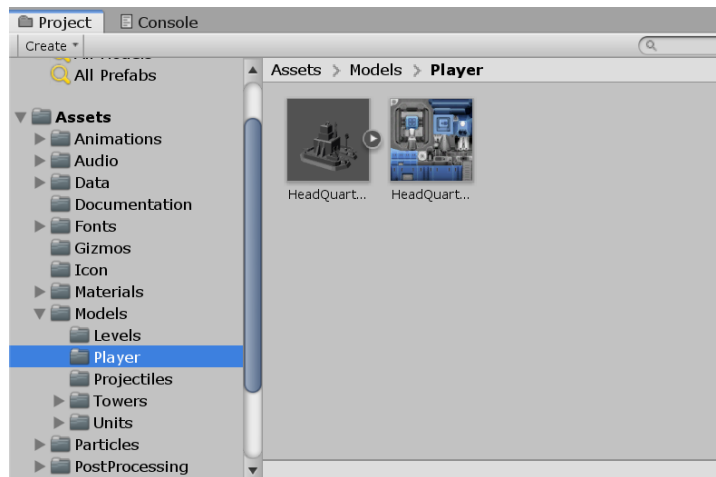 Project
Console
Create
All Prefabs
Assets > Models > Player
Assets
Animations
Audio
Data
Documentation
Fonts
Gizmos
Icon
Materials
Models
Levels
Player
Projectiles
Towers
Units
Particles
PostProcessing
HeadQuart...
HeadQuart...